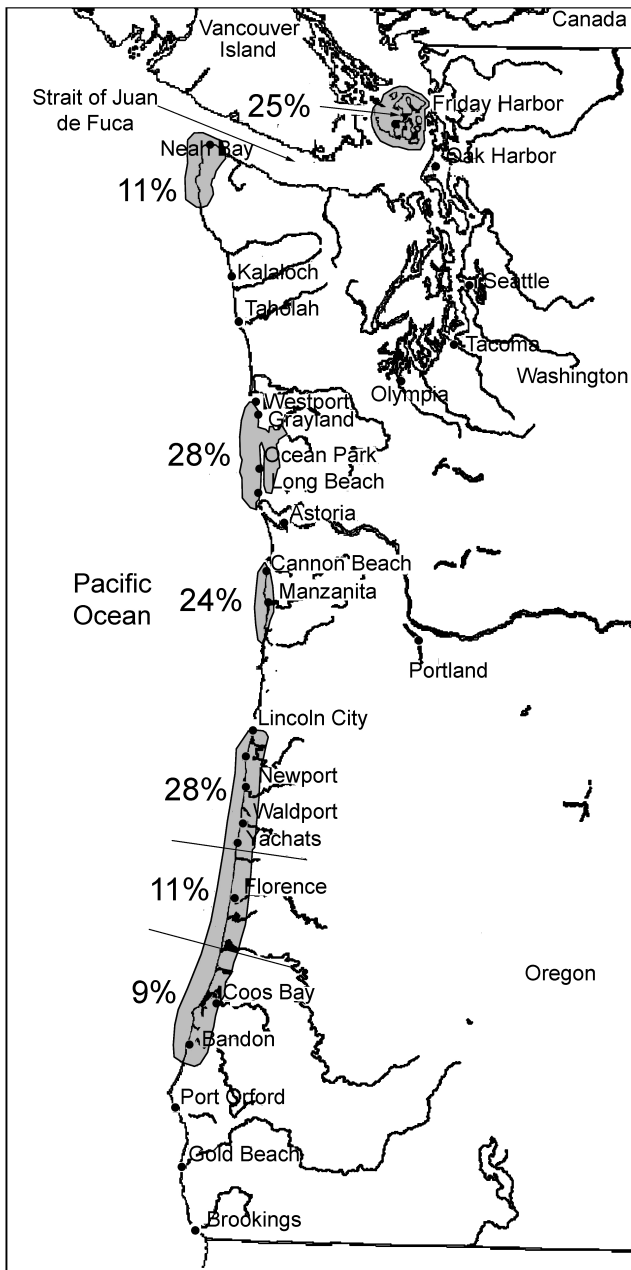 Canada
Vancouver
Island
25%
Friday Harbor
Strait of Juan
de Fuca
Neah Bay
Oak Harbor
11%
Kalaloch
Seattle
Taholah
Tacoma
Washington
Olympia
Westport
Grayland
28%
Ocean Park
Long Beach
Astoria
Cannon Beach
Pacific
Ocean
24%
Manzanita
Portland
Lincoln City
Newport
28%
Waldport
Yachats
11%
Florence
Oregon
9%
Coos Bay
Bandon
Port Orford
Gold Beach
Brookings